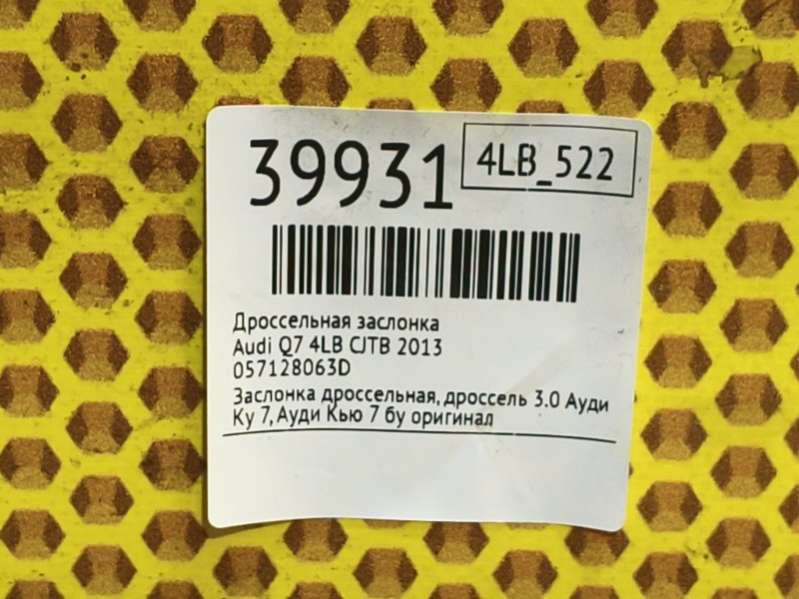 39931
4LB_522
Дроссельная заслонка
Audi Q7 4LB CJTB 2013
057128063D
Заслонка дроссельная, дроссель 3.0 Ауди
Ку 7, Ауди Кью 7 бу оригинал